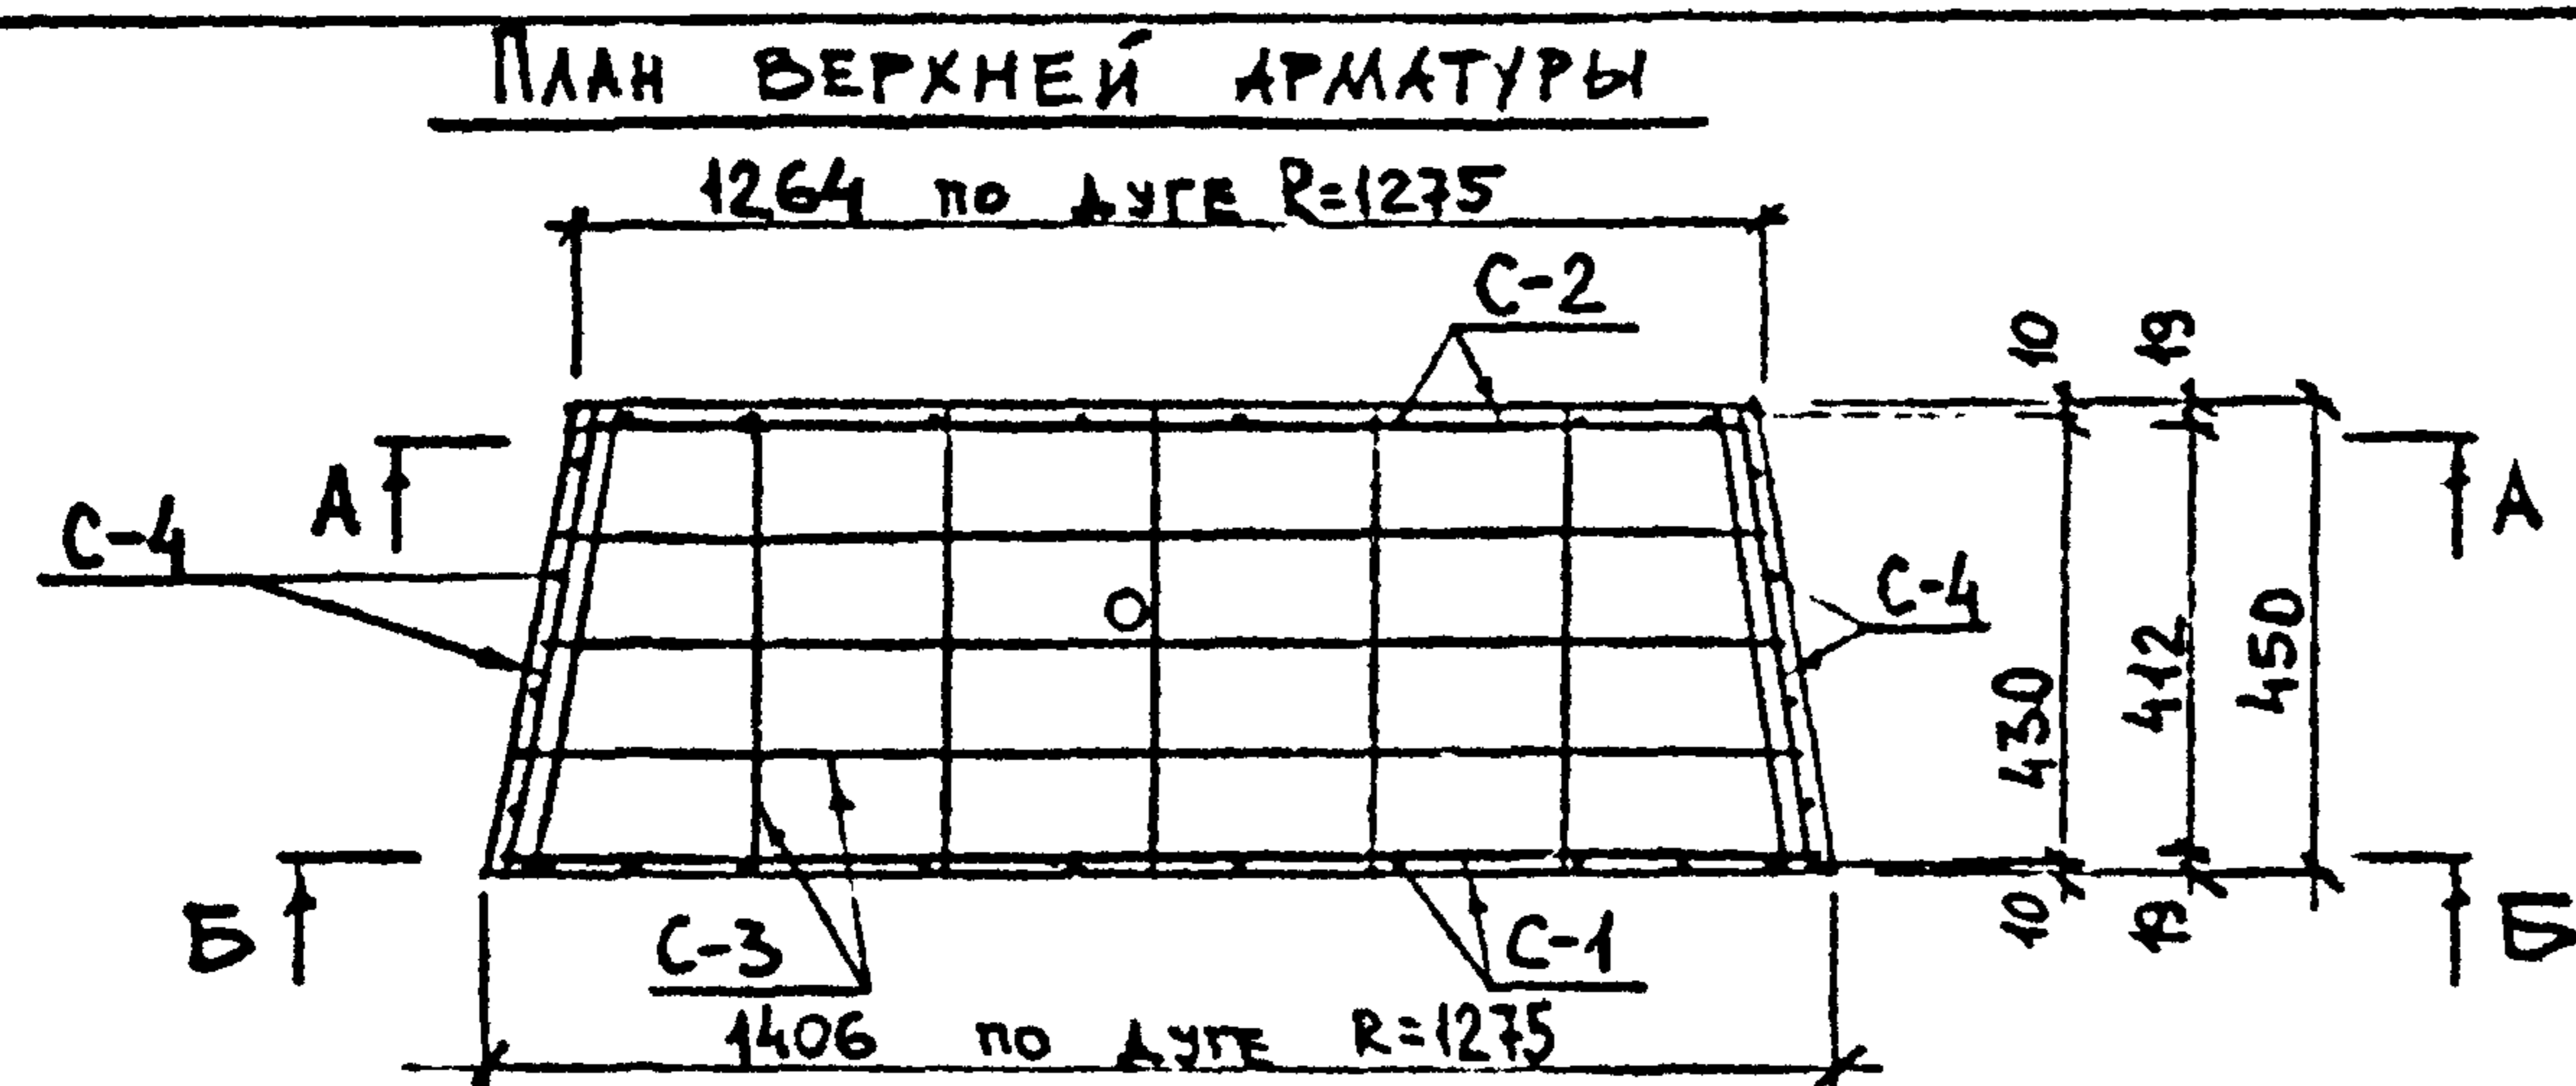 ПЛАН ВЕРХНЕЙ АРМАТУРЫ
1264 по дуге R=1275
С-2
10
19
А
А
С-4
С-4
430
412
450
Б
Б
С-3
С-1
10
19
1406 по дуге R=1275